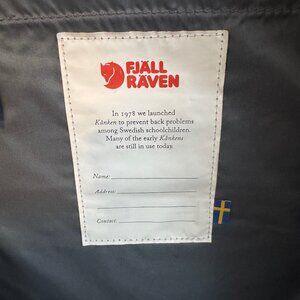 FJÄLL
RÄVEN
In 1978 we launched
Kånken to prevent back problems
among Swedish schoolchildren.
Many of the early Kånkens
are still in use today.
Name:
Address:
Contact: